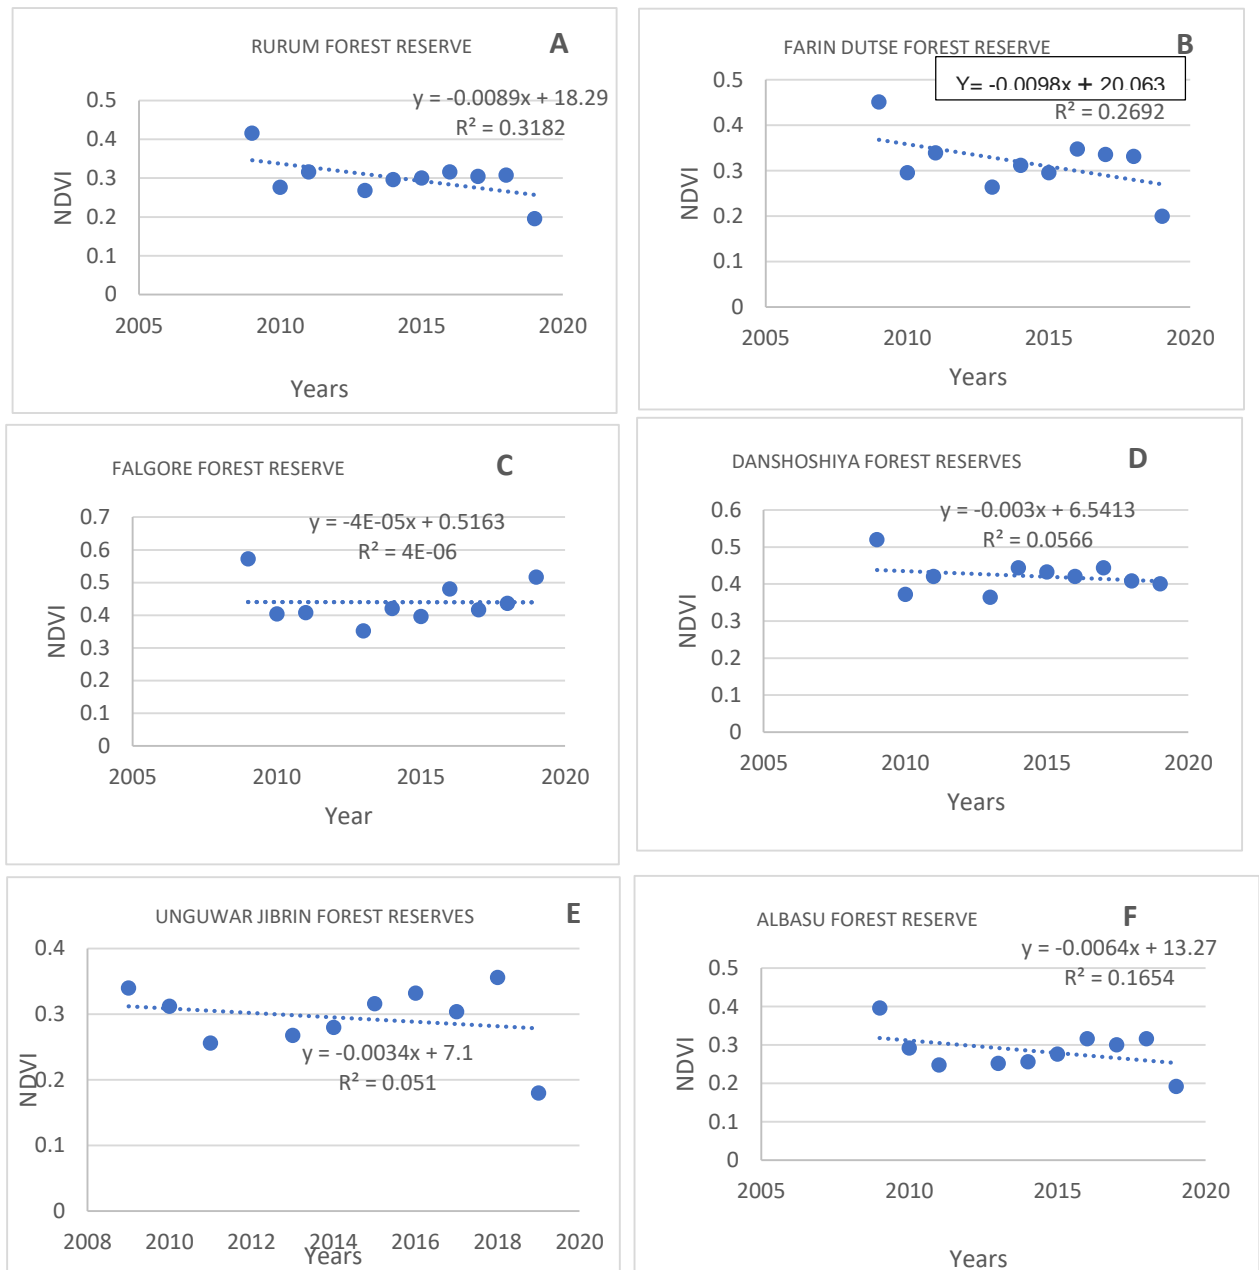 RURUM FOREST RESERVE
A
y = -0.0089x + 18.29
R² = 0.3182
0.5
0.4
0.3
0.2
0.1
0
NDVI
2005
2010
2015
2020
Years
FARIN DUTSE FOREST RESERVE
B
Y= -0.0098x + 20.063
R² = 0.2692
0.5
0.4
0.3
0.2
0.1
0
NDVI
2005
2010
2015
2020
Years
FALGORE FOREST RESERVE
C
y = -4E-05x + 0.5163
R² = 4E-06
0.7
0.6
0.5
0.4
0.3
0.2
0.1
0
NDVI
2005
2010
2015
2020
Year
DANSHOSHIYA FOREST RESERVES
D
y = -0.003x + 6.5413
R² = 0.0566
0.6
0.5
0.4
0.3
0.2
0.1
0
NDVI
2005
2010
2015
2020
Years
UNGUWAR JIBRIN FOREST RESERVES
E
y = -0.0034x + 7.1
R² = 0.051
0.4
0.3
0.2
0.1
0
NDVI
2008
2010
2012
2014
2016
2018
2020
Years
ALBASU FOREST RESERVE
F
y = -0.0064x + 13.27
R² = 0.1654
0.5
0.4
0.3
0.2
0.1
0
NDVI
2005
2010
2015
2020
Years